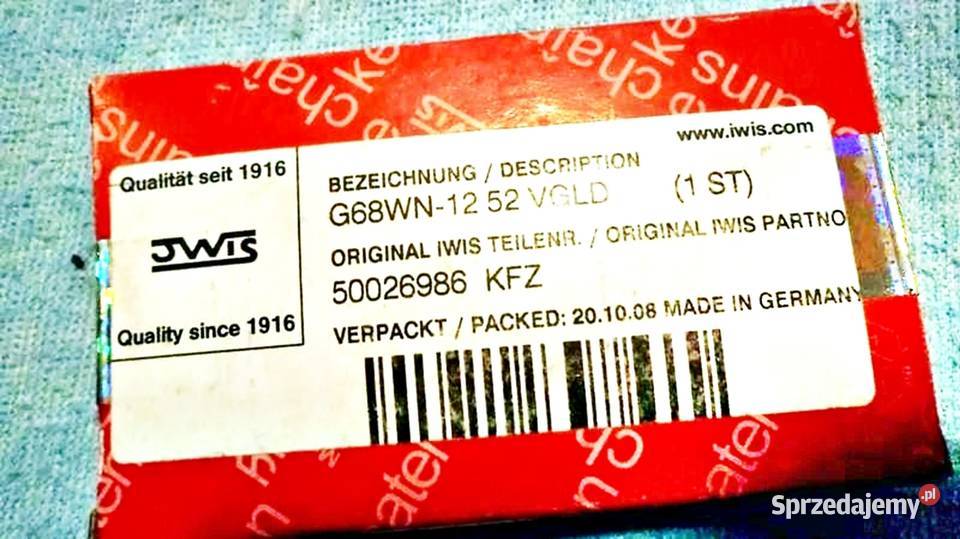 www.iwis.com
Qualität seit 1916
JWIS
Quality since 1916
BEZEICHNUNG / DESCRIPTION
G68WN-12 52 VGLD (1 ST)
ORIGINAL IWIS TEILENR. / ORIGINAL IWIS PARTNO
50026986 KFZ
VERPACKT / PACKED: 20.10.08 MADE IN GERMANY
Sprzedajemy.pl